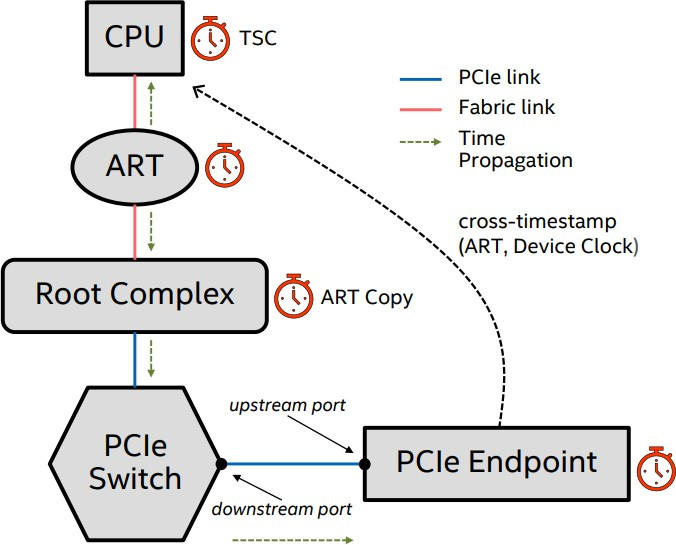 CPU
TSC
PCIe link
Fabric link
Time
Propagation
ART
cross-timestamp
(ART, Device Clock)
Root Complex
ART Copy
upstream port
PCIe
Switch
PCIe Endpoint
downstream port